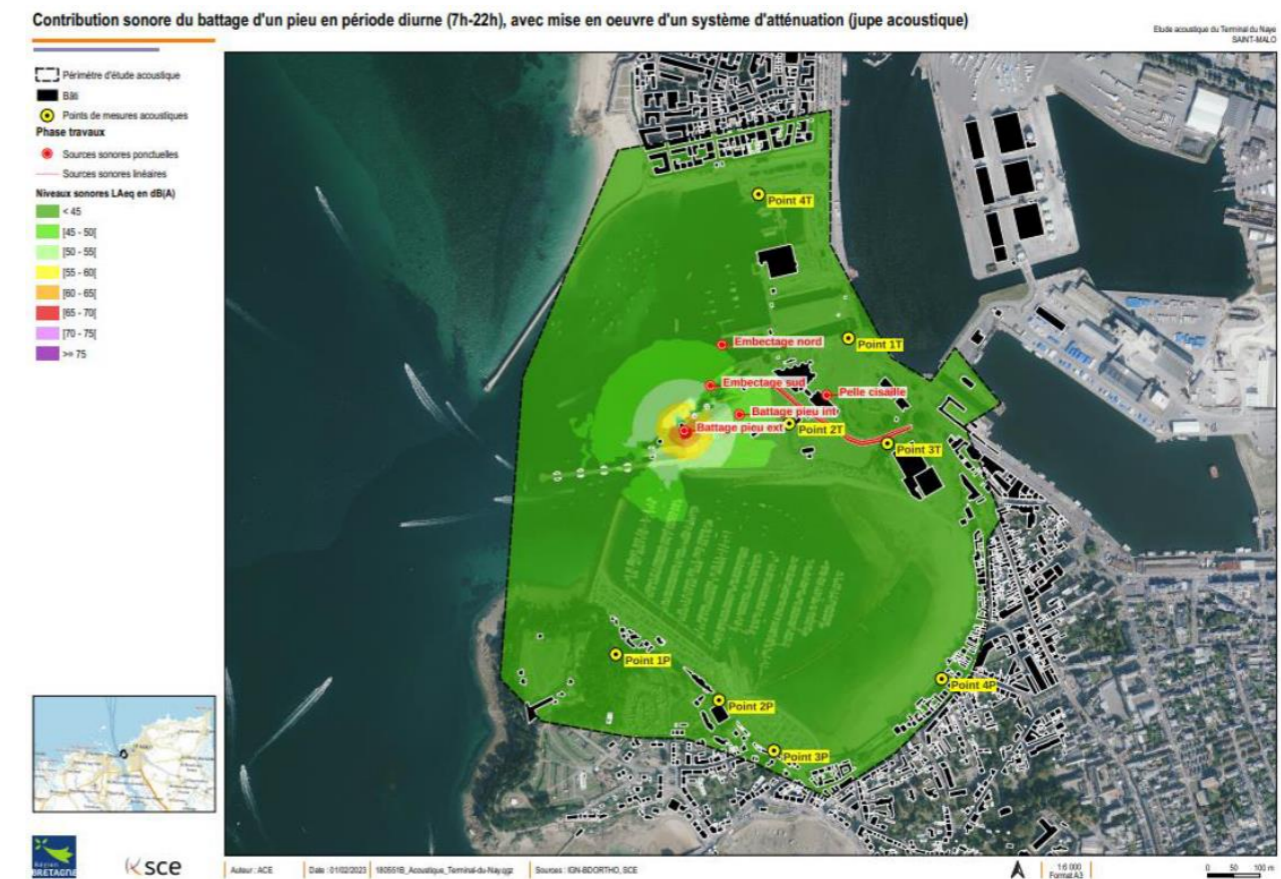 Contribution sonore du battage d'un pieu en période diurne (7h-22h), avec mise en oeuvre d'un système d'atténuation (jupe acoustique)
Etude acoustique du Terminal du Naye
SAINT-MALO
Périmètre d'étude acoustique
Bâti
Points de mesures acoustiques
Phase travaux
Sources sonores ponctuelles
Sources sonores linéaires
Niveaux sonores LAeq en dB(A)
< 45
[45 - 50[
[50 - 55[
[55 - 60[
[60 - 65[
[65 - 70[
[70 - 75[
>= 75
Point 4T
Embectage nord
Point 1T
Embectage sud
Pelle cisaille
Battage pieu int
Battage pieu ext
Point 2T
Point 3T
Point 1P
Point 4P
Point 2P
Point 3P
BRETAGNE
sce
Auteur : ACE
Date : 01/02/2023
180551B_Acoustique_Terminal-du-Nay.qgz
Sources : IGN-BDORTHO, SCE
1:6 000
Format A3
0 50 100 m